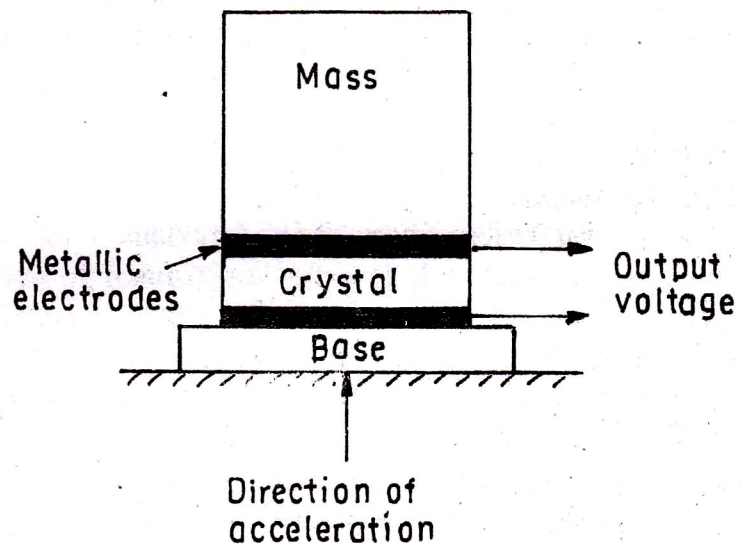 Mass
Metallic
electrodes
Crystal
Output
voltage
Base
Direction of
acceleration